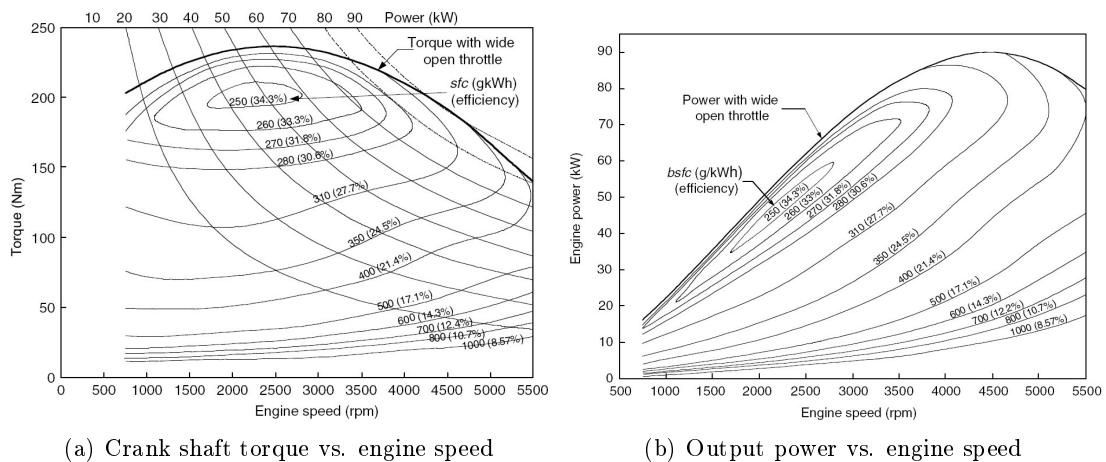 10 20 30 40 50 60 70 80 90 Power (kW)
250
200
150
100
50
0
Torque (Nm)
Torque with wide
open throttle
sfc (gkWh)
(efficiency)
250 (34.3%)
260 (33.3%)
270 (31.8%)
280 (30.6%)
310 (27.7%)
350 (24.5%)
400 (21.4%)
500 (17.1%)
600 (14.3%)
700 (12.4%)
800 (10.7%)
1000 (8.57%)
0 500 1000 1500 2000 2500 3000 3500 4000 4500 5000 5500
Engine speed (rpm)
(a) Crank shaft torque vs. engine speed
90
80
70
60
50
40
30
20
10
0
Engine power (kW)
Power with wide
open throttle
bsfc (g/kWh)
(efficiency)
250 (34.3%)
260 (33%)
270 (31.8%)
280 (30.6%)
310 (27.7%)
350 (24.5%)
400 (21.4%)
500 (17.1%)
600 (14.3%)
700 (12.2%)
800 (10.7%)
1000 (8.57%)
500 1000 1500 2000 2500 3000 3500 4000 4500 5000 5500
Engine speed (rpm)
(b) Output power vs. engine speed